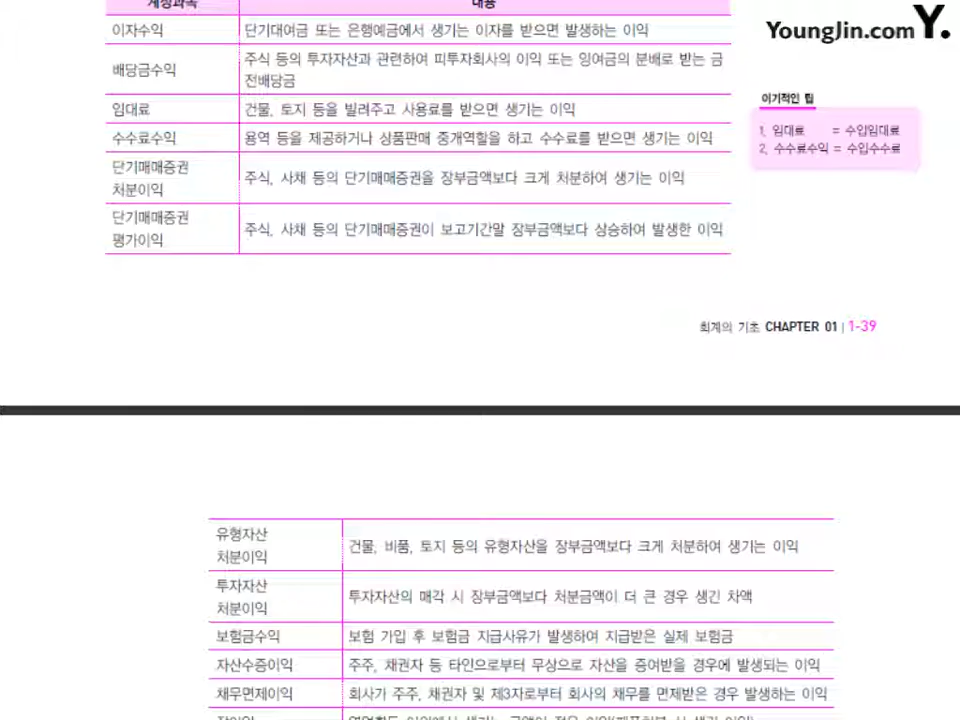 계정과목 내용
YoungJin.com Y.
이자수익 단기대여금 또는 은행예금에서 생기는 이자를 받으면 발생하는 이익
배당금수익 주식 등의 투자자산과 관련하여 피투자회사의 이익 또는 잉여금의 분배로 받는 금
전배당금
임대료 건물, 토지 등을 빌려주고 사용료를 받으면 생기는 이익
수수료수익 용역 등을 제공하거나 상품판매 중개역할을 하고 수수료를 받으면 생기는 이익
단기매매증권
처분이익
주식, 사채 등의 단기매매증권을 장부금액보다 크게 처분하여 생기는 이익
단기매매증권
평가이익
주식, 사채 등의 단기매매증권이 보고기간말 장부금액보다 상승하여 발생한 이익
이기적인 팁
1. 임대료 = 수입임대료
2. 수수료수익 = 수입수수료
회계의 기초 CHAPTER 01 | 1-39
유형자산
처분이익
건물, 비품, 토지 등의 유형자산을 장부금액보다 크게 처분하여 생기는 이익
투자자산
처분이익
투자자산의 매각 시 장부금액보다 처분금액이 더 큰 경우 생긴 차액
보험금수익 보험 가입 후 보험금 지급사유가 발생하여 지급받은 실제 보험금
자산수증이익 주주, 채권자 등 타인으로부터 무상으로 자산을 증여받을 경우에 발생되는 이익
채무면제이익 회사가 주주, 채권자 및 제3자로부터 회사의 채무를 면제받은 경우 발생하는 이익